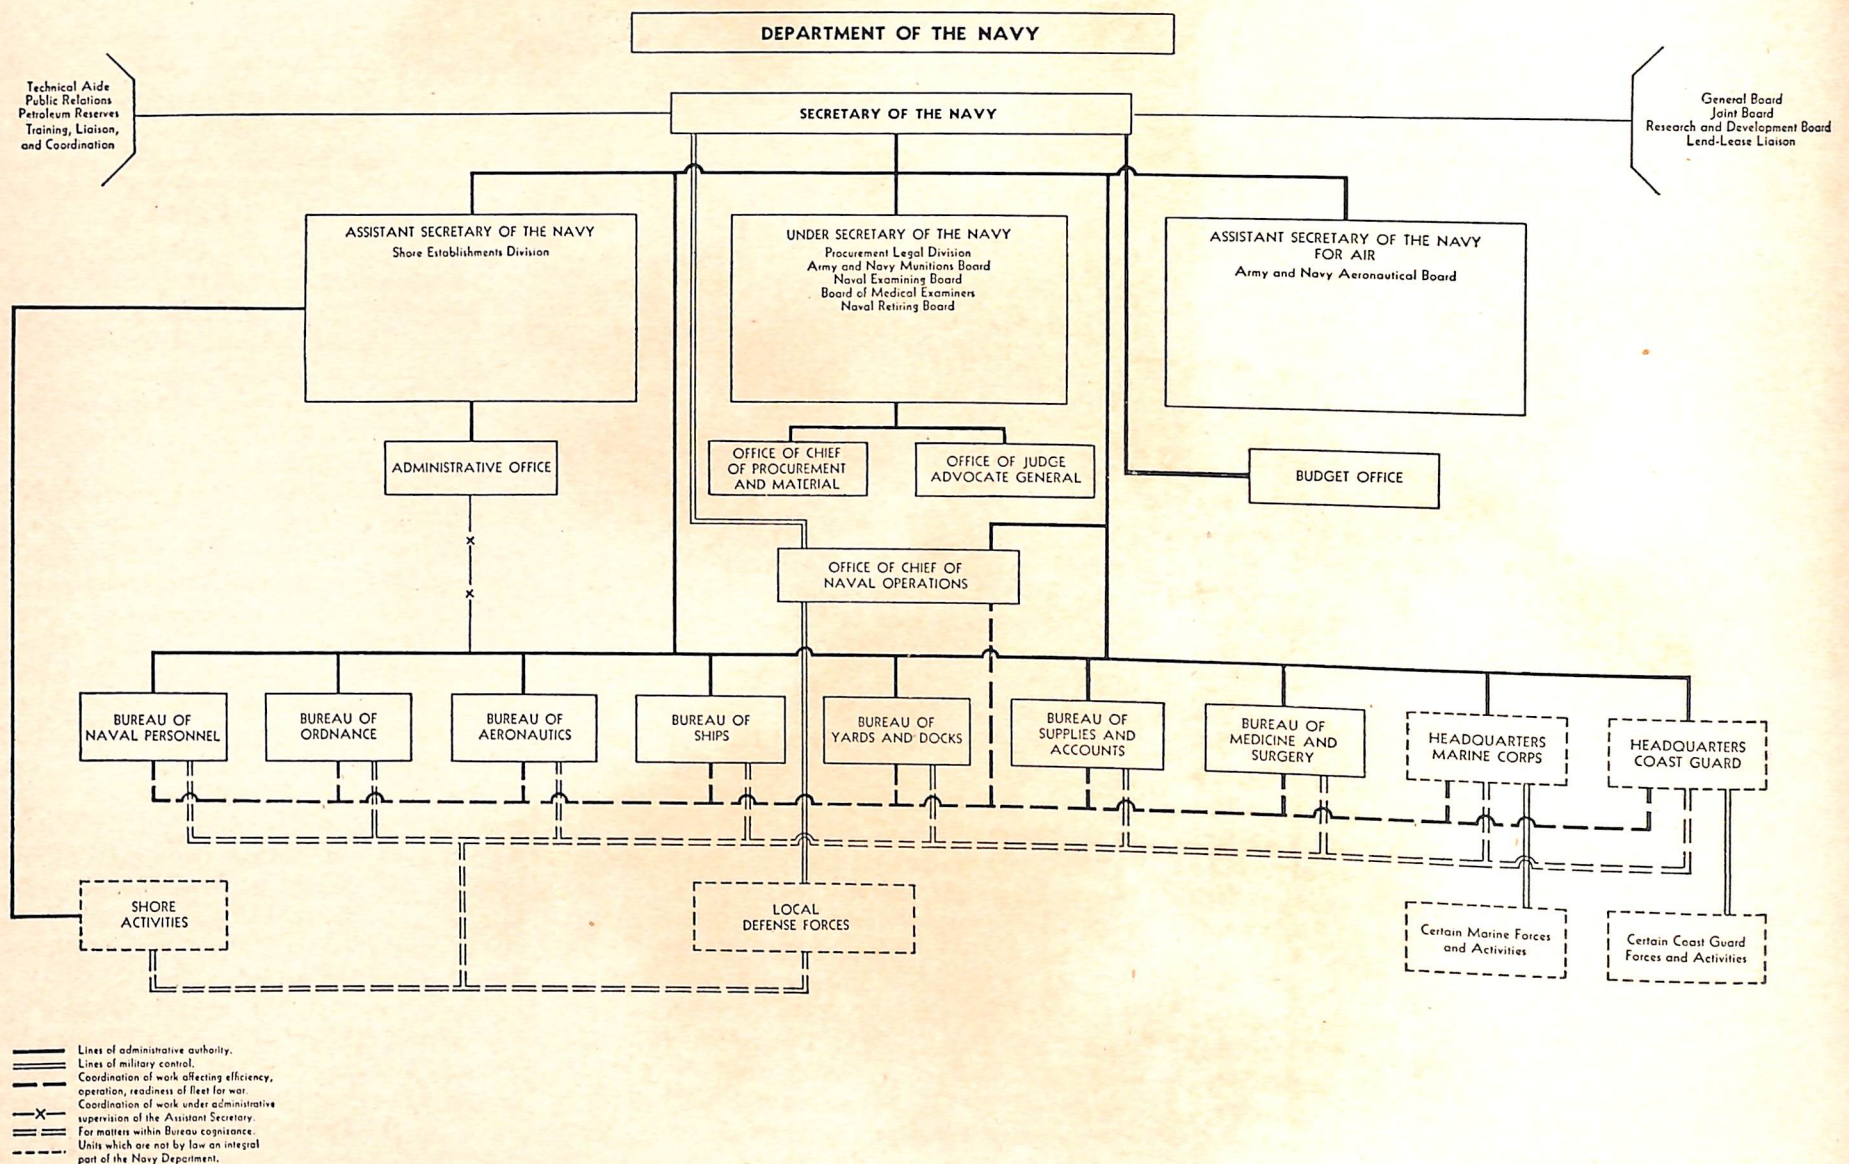 DEPARTMENT OF THE NAVY
Technical Aide
Public Relations
Petroleum Reserves
Training, Liaison,
and Coordination
SECRETARY OF THE NAVY
General Board
Joint Board
Research and Development Board
Lend-Lease Liaison
ASSISTANT SECRETARY OF THE NAVY
Shore Establishments Division
UNDER SECRETARY OF THE NAVY
Procurement Legal Division
Army and Navy Munitions Board
Naval Examining Board
Board of Medical Examiners
Naval Retiring Board
ASSISTANT SECRETARY OF THE NAVY
FOR AIR
Army and Navy Aeronautical Board
ADMINISTRATIVE OFFICE
OFFICE OF CHIEF
OF PROCUREMENT
AND MATERIAL
OFFICE OF JUDGE
ADVOCATE GENERAL
BUDGET OFFICE
OFFICE OF CHIEF OF
NAVAL OPERATIONS
BUREAU OF
NAVAL PERSONNEL
BUREAU OF
ORDNANCE
BUREAU OF
AERONAUTICS
BUREAU OF
SHIPS
BUREAU OF
YARDS AND DOCKS
BUREAU OF
SUPPLIES AND
ACCOUNTS
BUREAU OF
MEDICINE AND
SURGERY
HEADQUARTERS
MARINE CORPS
HEADQUARTERS
COAST GUARD
SHORE
ACTIVITIES
LOCAL
DEFENSE FORCES
Certain Marine Forces
and Activities
Certain Coast Guard
Forces and Activities
Lines of administrative authority.
Lines of military control.
Coordination of work affecting efficiency,
operation, readiness of fleet for war.
Coordination of work under administrative
supervision of the Assistant Secretary.
For matters within Bureau cognizance.
Units which are not by law an integral
part of the Navy Department.